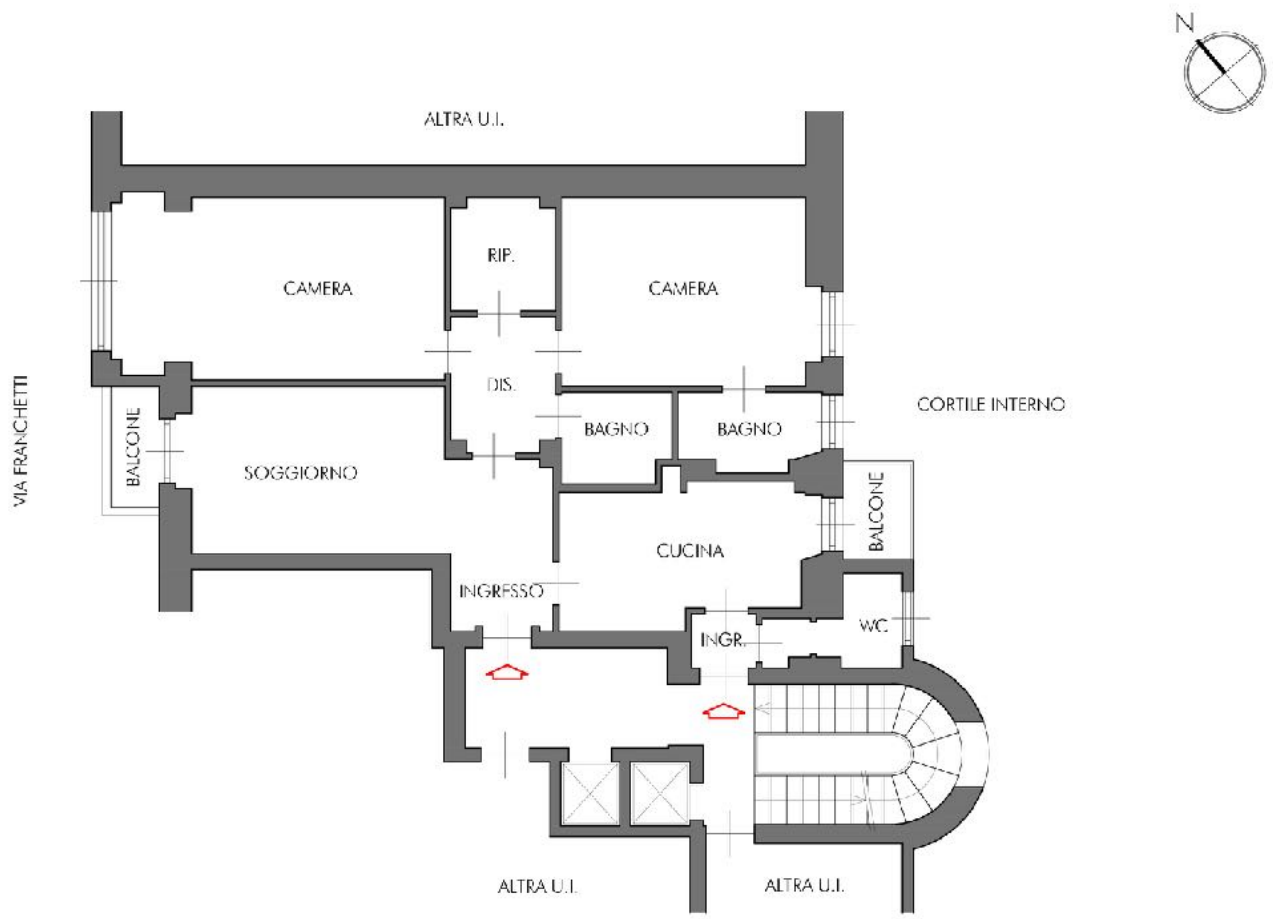 N
ALTRA U.I.
RIP.
CAMERA
CAMERA
DIS.
VIA FRANCHETTI
BALCONE
CORTILE INTERNO
BAGNO
BAGNO
SOGGIORNO
BALCONE
CUCINA
INGRESSO
WC
INGR.
ALTRA U.I.
ALTRA U.I.